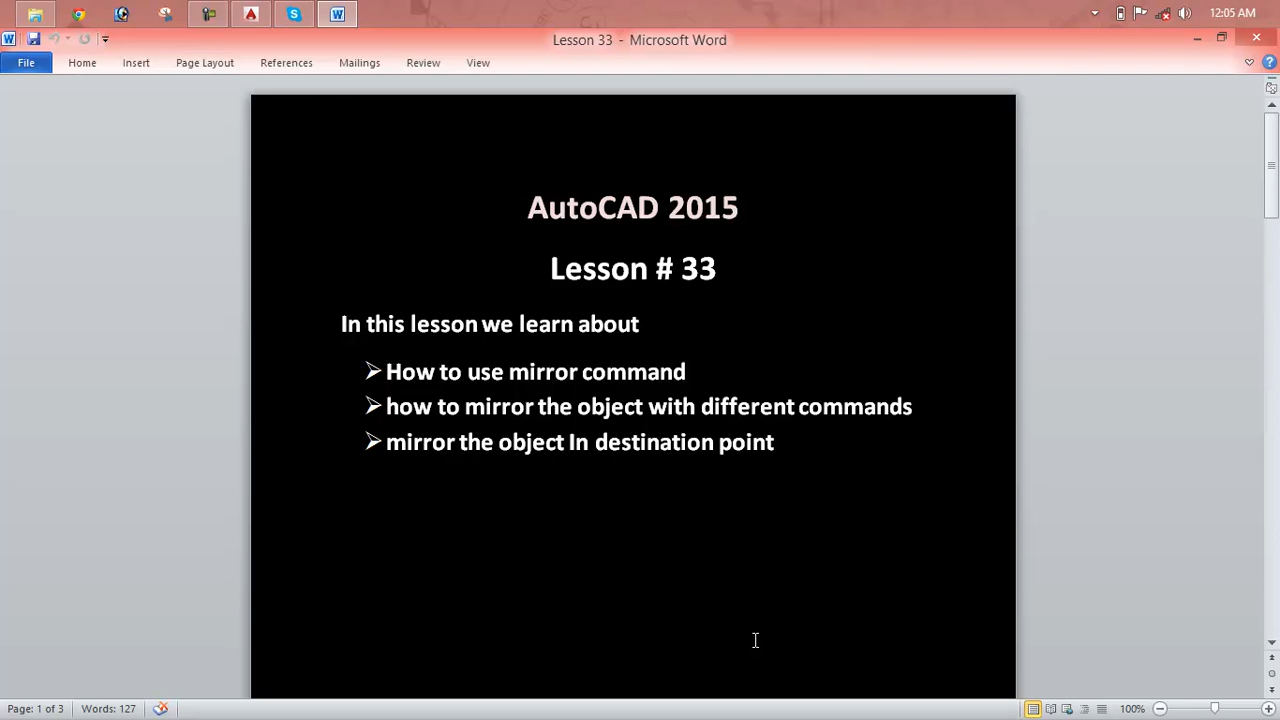 12:05 AM
Lesson 33 - Microsoft Word
File Home Insert Page Layout References Mailings Review View
AutoCAD 2015
Lesson # 33
In this lesson we learn about
How to use mirror command
how to mirror the object with different commands
mirror the object In destination point
Page: 1 of 3 Words: 127 100%